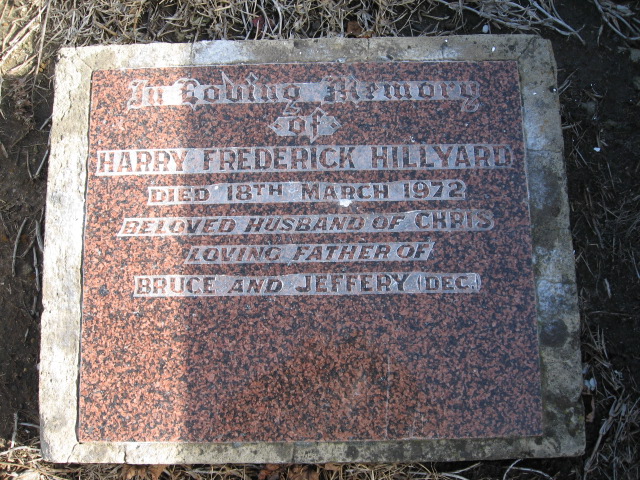 In Loving Memory
of
HARRY FREDERICK HILLYARD
DIED 18TH MARCH 1972
BELOVED HUSBAND OF CHRIS
LOVING FATHER OF
BRUCE AND JEFFERY (DEC.)